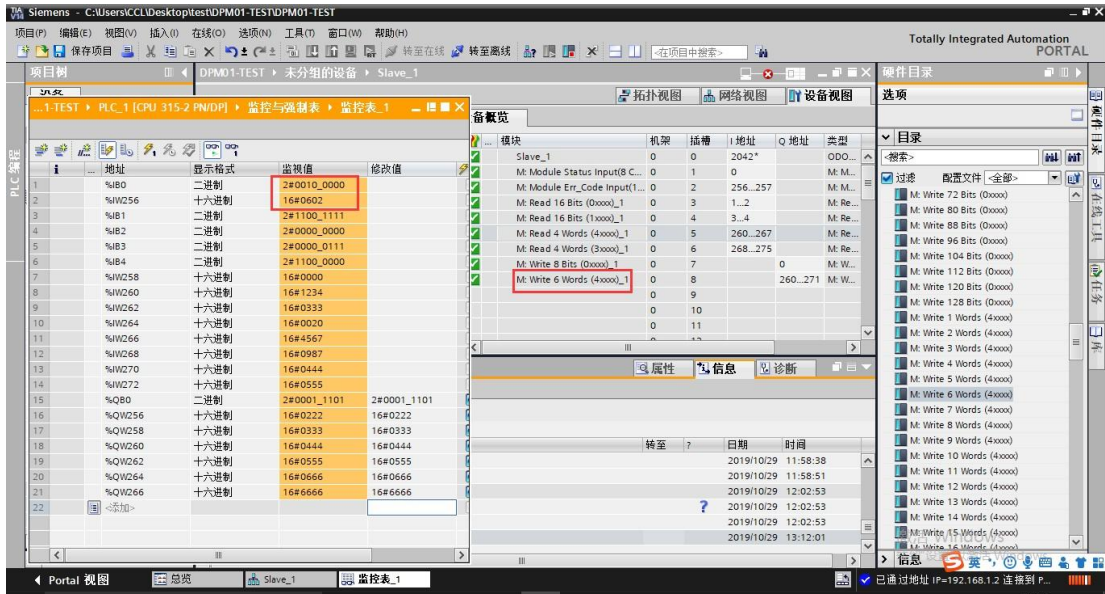 Siemens - C:\Users\CCL\Desktop\test\DPM01-TEST\DPM01-TEST
项目(P) 编辑(E) 视图(V) 插入(I) 在线(O) 选项(N) 工具(T) 窗口(W) 帮助(H)
保存项目 转至在线 转至离线 <在项目中搜索>
Totally Integrated Automation
PORTAL
项目树
DPM01-TEST ▸ 未分组的设备 ▸ Slave_1
硬件目录
...1-TEST ▸ PLC_1 [CPU 315-2 PN/DP] ▸ 监控与强制表 ▸ 监控表_1
拓扑视图 网络视图 设备视图
选项
备概览
PLC 编程
i ... 地址 显示格式 监视值 修改值
1 %IB0 二进制 2#0010_0000
2 %IW256 十六进制 16#0602
3 %IB1 二进制 2#1100_1111
4 %IB2 二进制 2#0000_0000
5 %IB3 二进制 2#0000_0111
6 %IB4 二进制 2#1100_0000
7 %IW258 十六进制 16#0000
8 %IW260 十六进制 16#1234
9 %IW262 十六进制 16#0333
10 %IW264 十六进制 16#0020
11 %IW266 十六进制 16#4567
12 %IW268 十六进制 16#0987
13 %IW270 十六进制 16#0444
14 %IW272 十六进制 16#0555
15 %QB0 二进制 2#0001_1101 2#0001_1101
16 %QW256 十六进制 16#0222 16#0222
17 %QW258 十六进制 16#0333 16#0333
18 %QW260 十六进制 16#0444 16#0444
19 %QW262 十六进制 16#0555 16#0555
20 %QW264 十六进制 16#0666 16#0666
21 %QW266 十六进制 16#6666 16#6666
22 <添加>
... 模块 机架 插槽 I 地址 Q 地址 类型
Slave_1 0 0 2042* ODO...
M: Module Status Input(8 C... 0 1 0 M: M...
M: Module Err_Code Input(1... 0 2 256...257 M: M...
M: Read 16 Bits (0xxxx)_1 0 3 1...2 M: Re...
M: Read 16 Bits (1xxxx)_1 0 4 3...4 M: Re...
M: Read 4 Words (4xxxx)_1 0 5 260...267 M: Re...
M: Read 4 Words (3xxxx)_1 0 6 268...275 M: Re...
M: Write 8 Bits (0xxxx)_1 0 7 0 M: W...
M: Write 6 Words (4xxxx)_1 0 8 260...271 M: W...
0 9
0 10
0 11
属性 信息 诊断
转至 ? 日期 时间
2019/10/29 11:58:38
2019/10/29 11:58:51
2019/10/29 12:02:53
? 2019/10/29 12:02:53
2019/10/29 12:02:53
2019/10/29 13:12:01
目录
<搜索>
过滤 配置文件 <全部>
M: Write 72 Bits (0xxxx)
M: Write 80 Bits (0xxxx)
M: Write 88 Bits (0xxxx)
M: Write 96 Bits (0xxxx)
M: Write 104 Bits (0xxxx)
M: Write 112 Bits (0xxxx)
M: Write 120 Bits (0xxxx)
M: Write 128 Bits (0xxxx)
M: Write 1 Words (4xxxx)
M: Write 2 Words (4xxxx)
M: Write 3 Words (4xxxx)
M: Write 4 Words (4xxxx)
M: Write 5 Words (4xxxx)
M: Write 6 Words (4xxxx)
M: Write 7 Words (4xxxx)
M: Write 8 Words (4xxxx)
M: Write 9 Words (4xxxx)
M: Write 10 Words (4xxxx)
M: Write 11 Words (4xxxx)
M: Write 12 Words (4xxxx)
M: Write 13 Words (4xxxx)
M: Write 14 Words (4xxxx)
M: Write 15 Words (4xxxx)
M: Write 16 Words (4xxxx)
信息
硬件目录
在线工具
任务
库
Portal 视图 总览 Slave_1 监控表_1
已通过地址 IP=192.168.1.2 连接到 P...
英